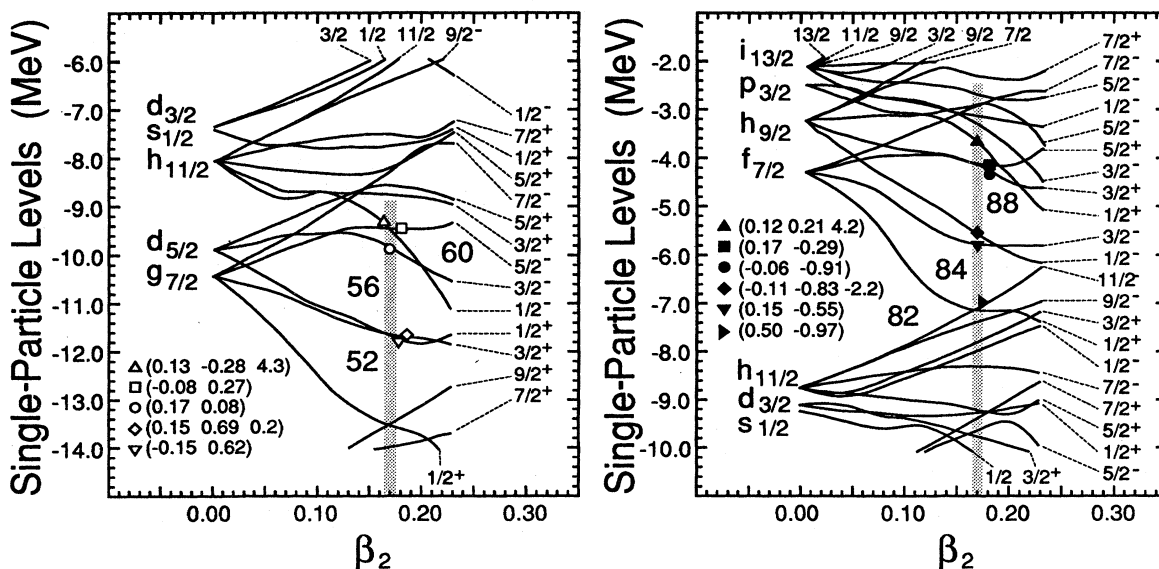 3/2 1/2 11/2 9/2⁻
Single-Particle Levels (MeV)
-6.0
-7.0
-8.0
-9.0
-10.0
-11.0
-12.0
-13.0
-14.0
d3/2
s1/2
h11/2
d5/2
g7/2
60
56
52
1/2⁻
7/2⁺
1/2⁺
5/2⁺
7/2⁻
5/2⁺
3/2⁺
5/2⁻
3/2⁻
1/2⁻
1/2⁺
3/2⁺
9/2⁺
7/2⁺
1/2⁺
△ (0.13 -0.28 4.3)
□ (-0.08 0.27)
○ (0.17 0.08)
◇ (0.15 0.69 0.2)
▽ (-0.15 0.62)
0.00 0.10 0.20 0.30
β₂
13/2 11/2 9/2 3/2 9/2 7/2
Single-Particle Levels (MeV)
-2.0
-3.0
-4.0
-5.0
-6.0
-7.0
-8.0
-9.0
-10.0
i13/2
p3/2
h9/2
f7/2
h11/2
d3/2
s1/2
88
84
82
7/2⁺
7/2⁻
5/2⁻
1/2⁻
5/2⁻
5/2⁺
3/2⁻
3/2⁺
1/2⁺
3/2⁻
1/2⁻
11/2⁻
9/2⁻
3/2⁺
1/2⁺
1/2⁻
7/2⁻
7/2⁺
5/2⁺
1/2⁺
5/2⁻
1/2 3/2⁺
▲ (0.12 0.21 4.2)
■ (0.17 -0.29)
● (-0.06 -0.91)
◆ (-0.11 -0.83 -2.2)
▼ (0.15 -0.55)
▶ (0.50 -0.97)
0.00 0.10 0.20 0.30
β₂